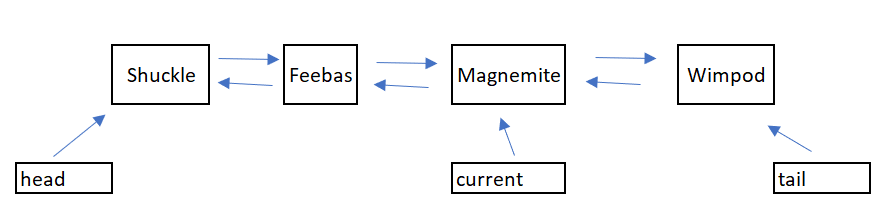 Shuckle
Feebas
Magnemite
Wimpod
head
current
tail